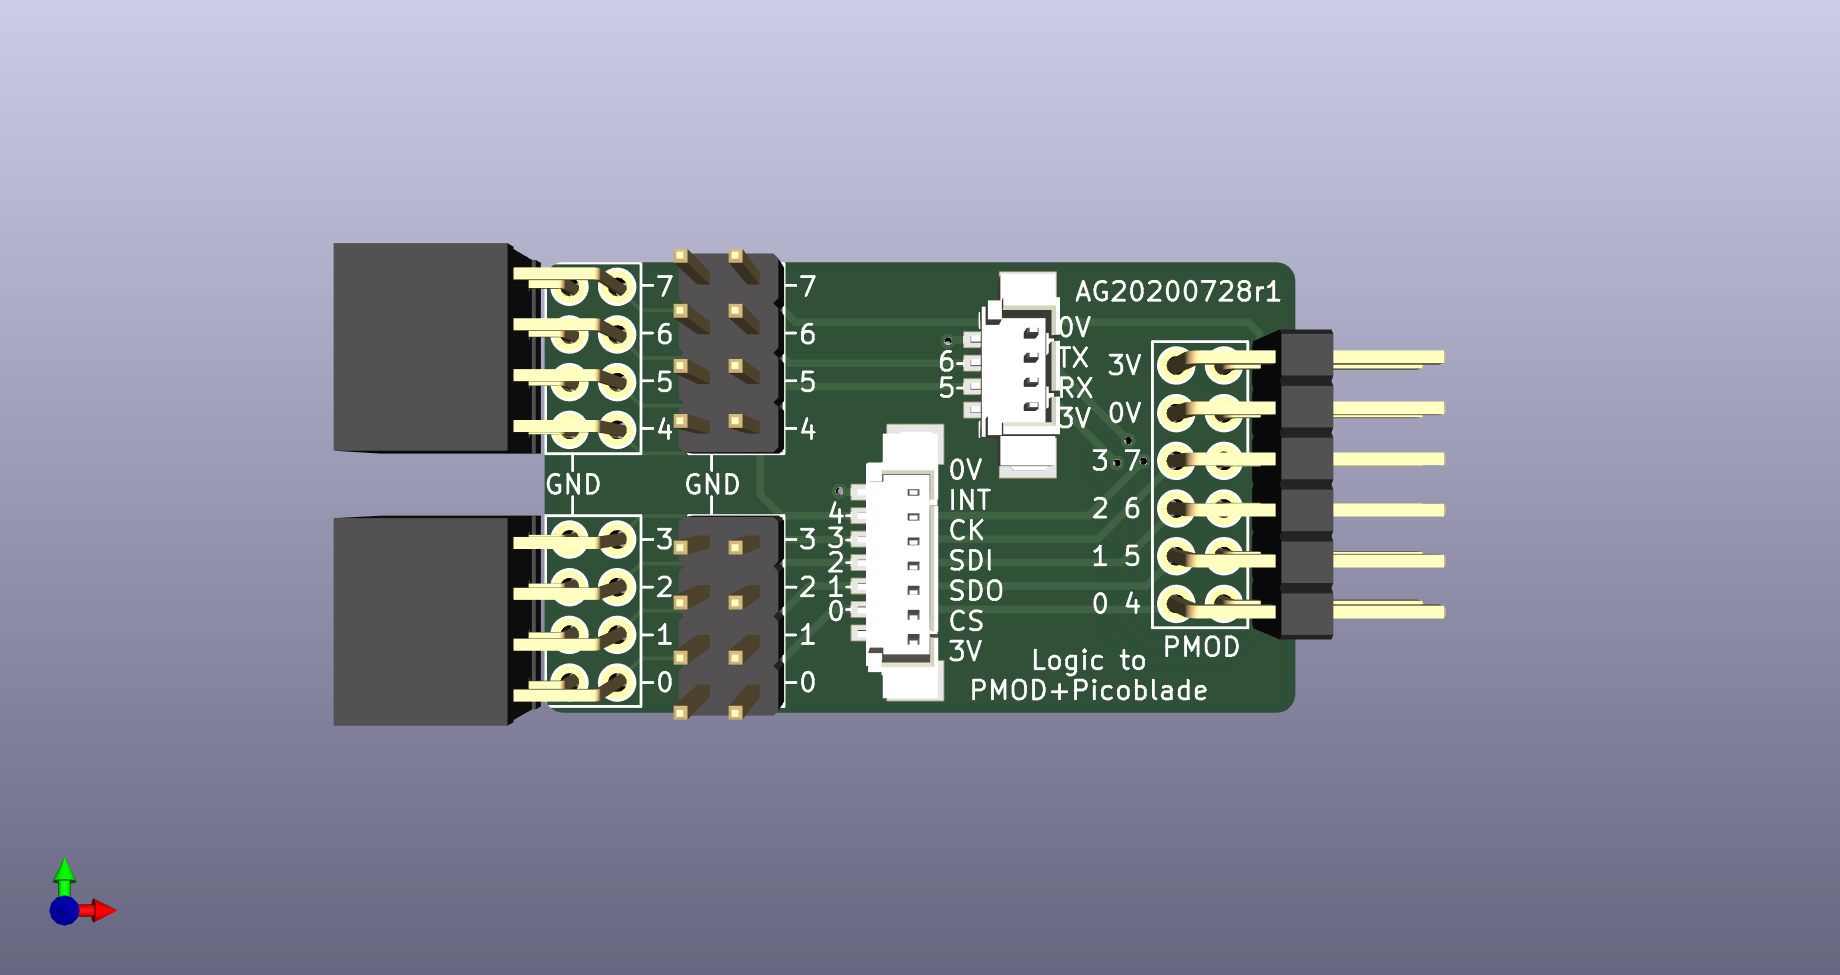 7
6
5
4
GND
3
2
1
0
7
6
5
4
GND
3
2
1
0
6
5
0V
TX
RX
3V
4
3
2
1
0
0V
INT
CK
SDI
SDO
CS
3V
AG20200728r1
3V
0V
3 7
2 6
1 5
0 4
PMOD
Logic to
PMOD+Picoblade